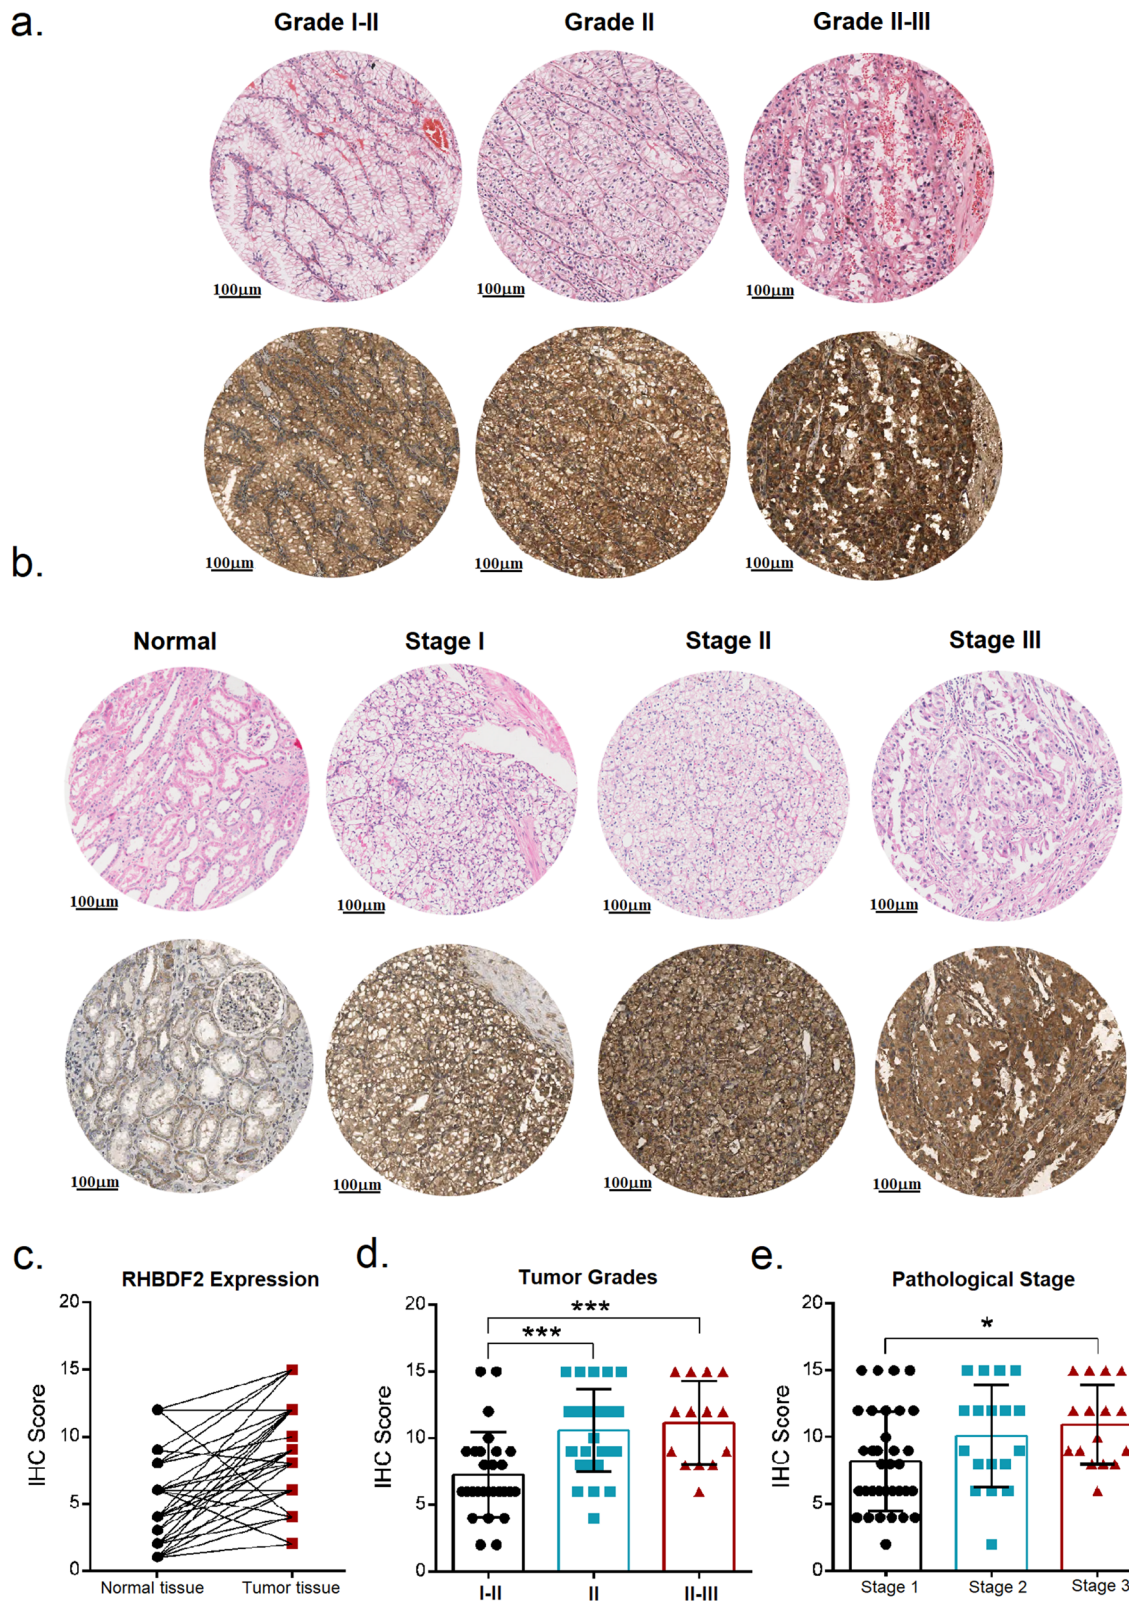 a.
Grade I-II
Grade II
Grade II-III
100μm
100μm
100μm
100μm
100μm
100μm
b.
Normal
Stage I
Stage II
Stage III
100μm
100μm
100μm
100μm
100μm
100μm
100μm
100μm
c.
RHBDF2 Expression
IHC Score
20
15
10
5
0
Normal tissue
Tumor tissue
d.
Tumor Grades
IHC Score
20
15
10
5
0
***
***
I-II
II
II-III
e.
Pathological Stage
IHC Score
20
15
10
5
0
*
Stage 1
Stage 2
Stage 3